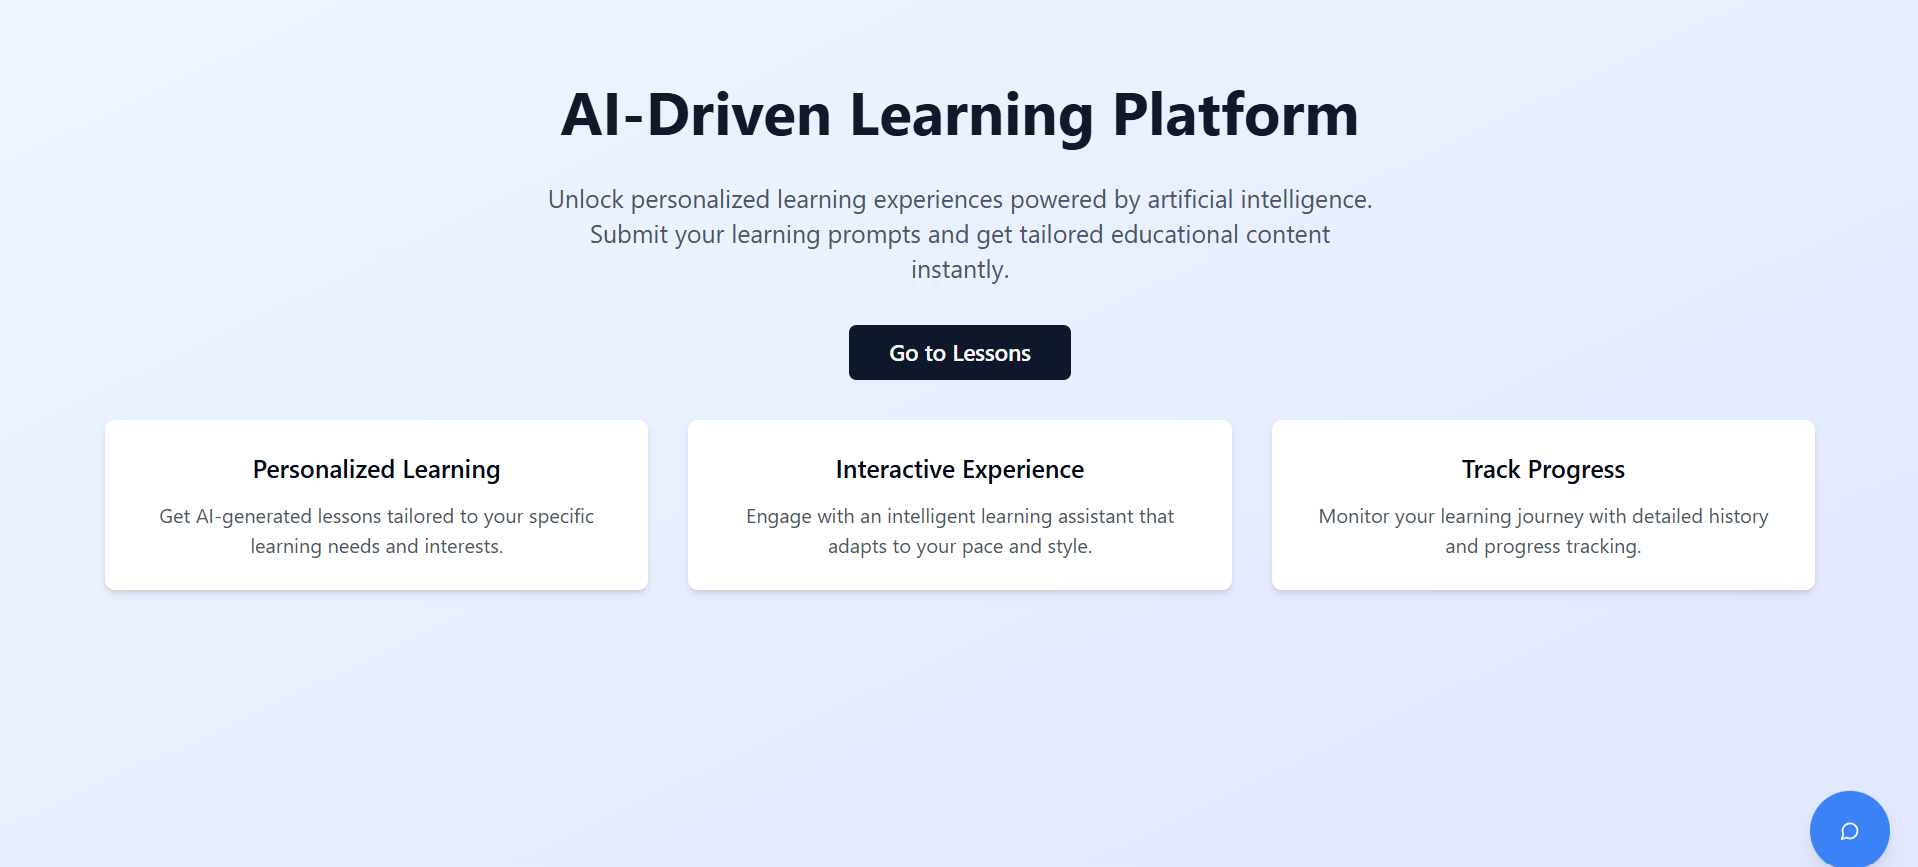 AI-Driven Learning Platform
Unlock personalized learning experiences powered by artificial intelligence.
Submit your learning prompts and get tailored educational content
instantly.
Go to Lessons
Personalized Learning
Get AI-generated lessons tailored to your specific
learning needs and interests.
Interactive Experience
Engage with an intelligent learning assistant that
adapts to your pace and style.
Track Progress
Monitor your learning journey with detailed history
and progress tracking.